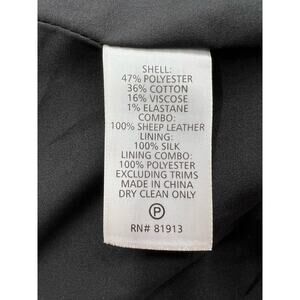 SHELL:
47% POLYESTER
36% COTTON
16% VISCOSE
1% ELASTANE
COMBO:
100% SHEEP LEATHER
LINING:
100% SILK
LINING COMBO:
100% POLYESTER
EXCLUDING TRIMS
MADE IN CHINA
DRY CLEAN ONLY
P
RN# 81913